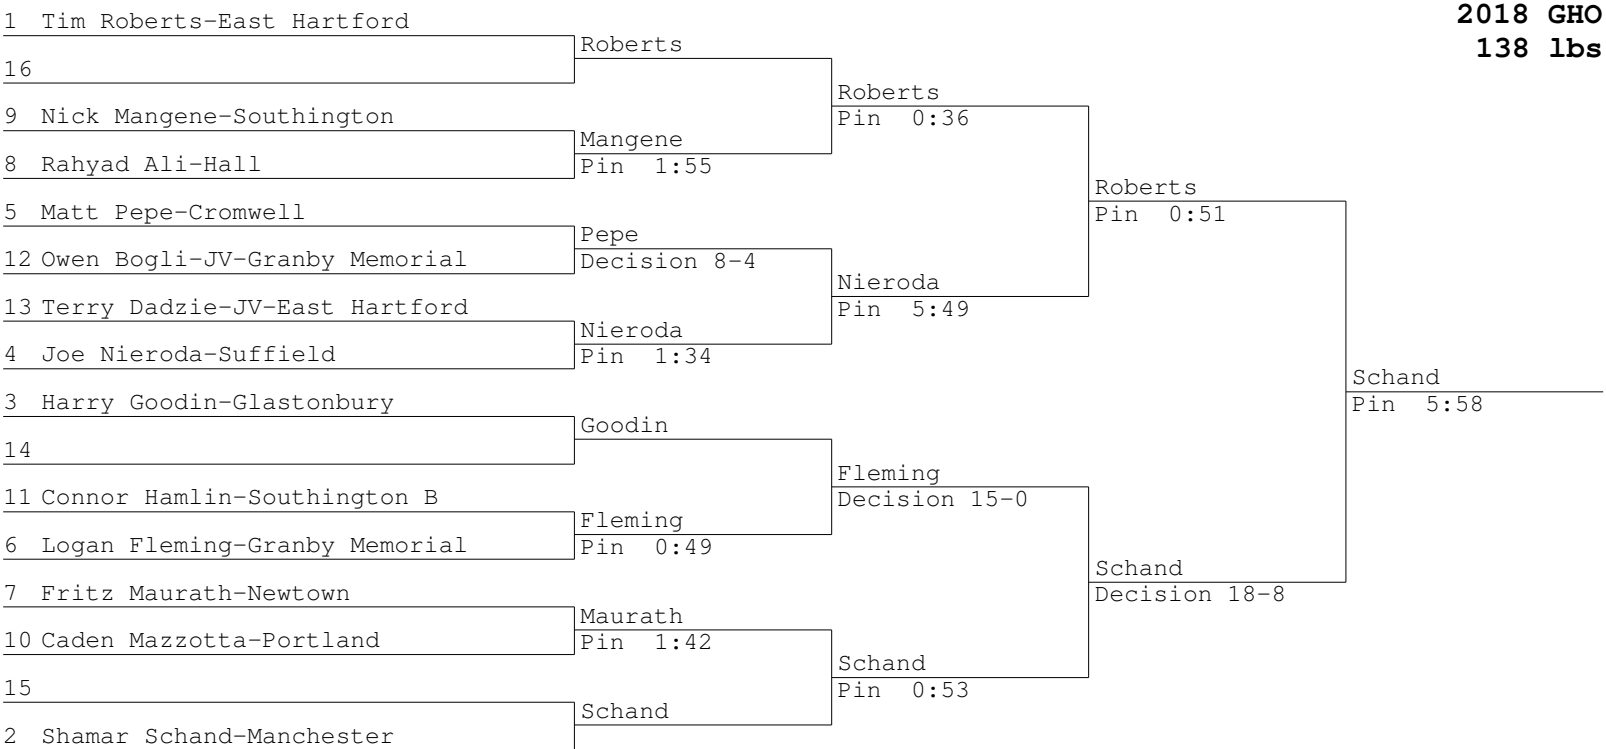 2018 GHO
138 lbs
1 Tim Roberts-East Hartford
Roberts
16
Roberts
Pin 0:36
9 Nick Mangene-Southington
Mangene
Pin 1:55
8 Rahyad Ali-Hall
Roberts
Pin 0:51
5 Matt Pepe-Cromwell
Pepe
Decision 8-4
12 Owen Bogli-JV-Granby Memorial
Nieroda
Pin 5:49
13 Terry Dadzie-JV-East Hartford
Nieroda
Pin 1:34
4 Joe Nieroda-Suffield
Schand
Pin 5:58
3 Harry Goodin-Glastonbury
Goodin
14
Fleming
Decision 15-0
11 Connor Hamlin-Southington B
Fleming
Pin 0:49
6 Logan Fleming-Granby Memorial
Schand
Decision 18-8
7 Fritz Maurath-Newtown
Maurath
Pin 1:42
10 Caden Mazzotta-Portland
Schand
Pin 0:53
15
Schand
2 Shamar Schand-Manchester